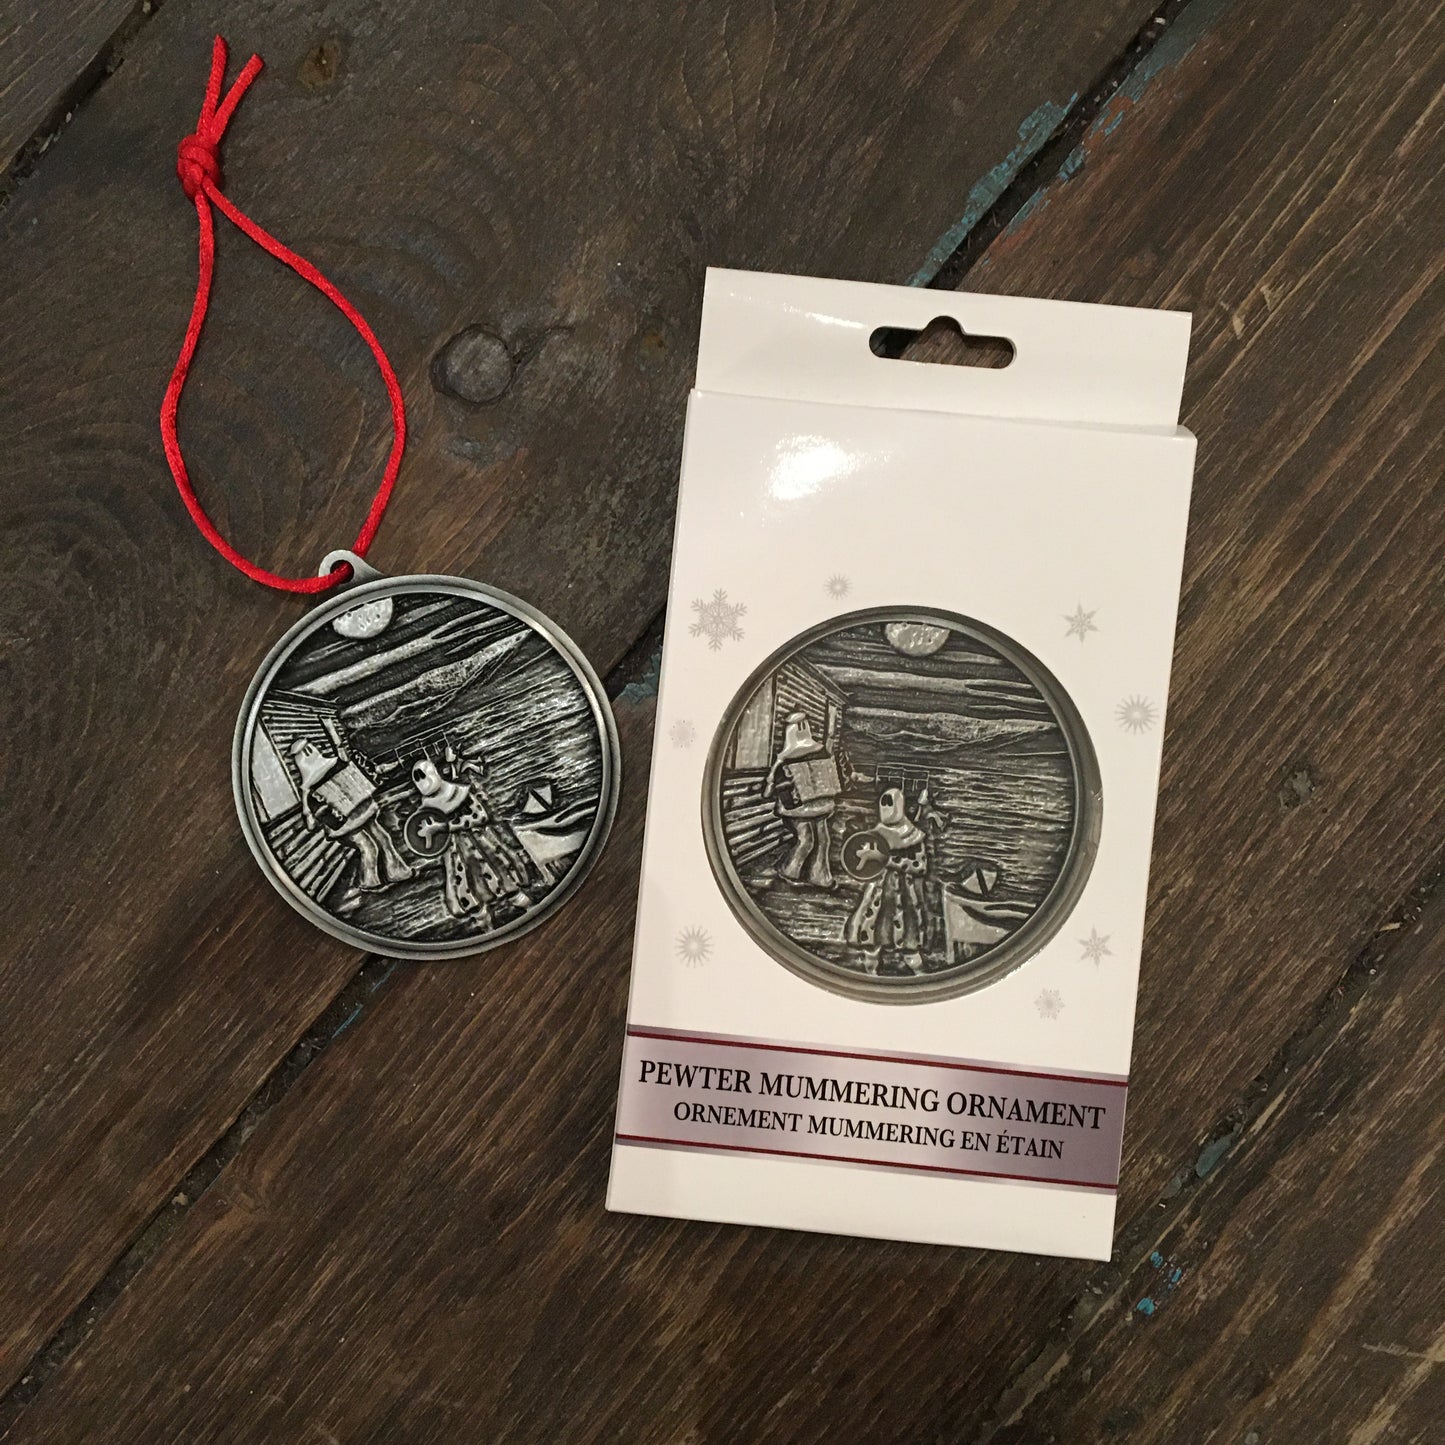 PEWTER MUMMERING ORNAMENT
ORNEMENT MUMMERING EN ÉTAIN